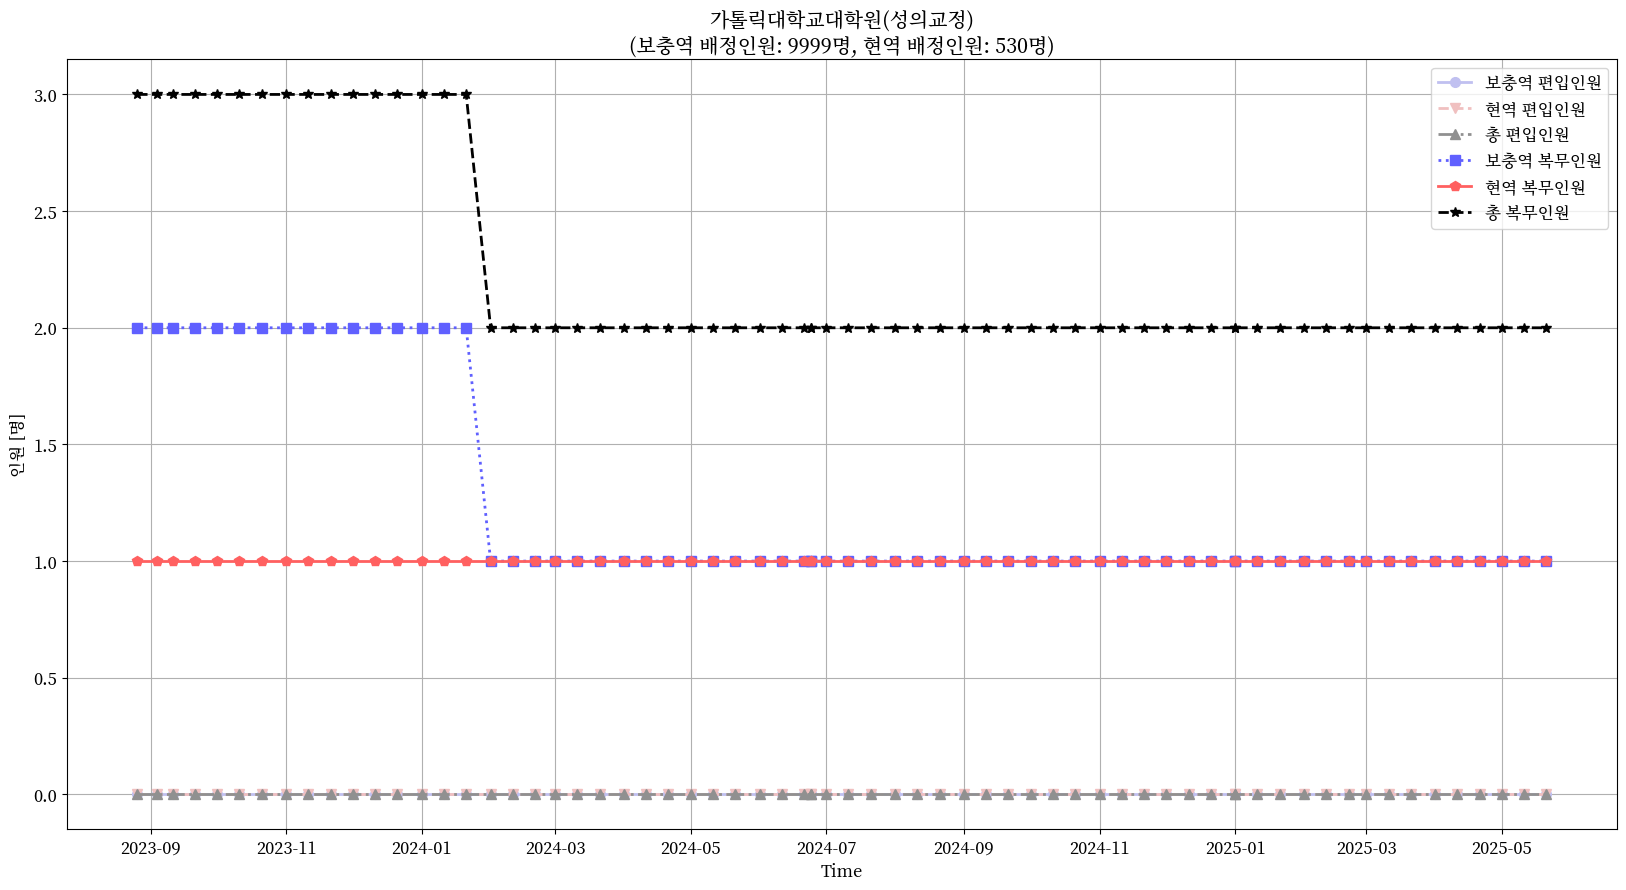 가톨릭대학교대학원(성의교정)
(보충역 배정인원: 9999명, 현역 배정인원: 530명)
보충역 편입인원
현역 편입인원
총 편입인원
보충역 복무인원
현역 복무인원
총 복무인원
인원 [명]
3.0
2.5
2.0
1.5
1.0
0.5
0.0
2023-09 2023-11 2024-01 2024-03 2024-05 2024-07 2024-09 2024-11 2025-01 2025-03 2025-05
Time